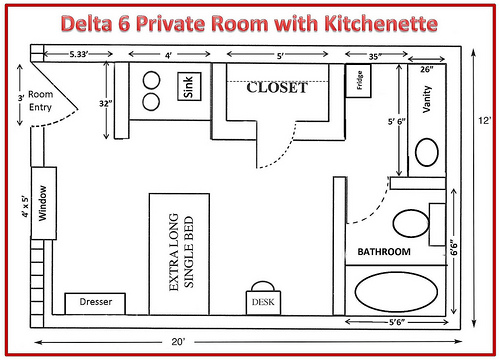 Delta 6 Private Room with Kitchenette
5.33'
4'
5'
35"
26"
Room
Entry
3'
32"
Sink
CLOSET
Fridge
5' 6"
Vanity
12'
4' x 5'
Window
EXTRA LONG
SINGLE BED
BATHROOM
6'6"
Dresser
DESK
5'6"
20'